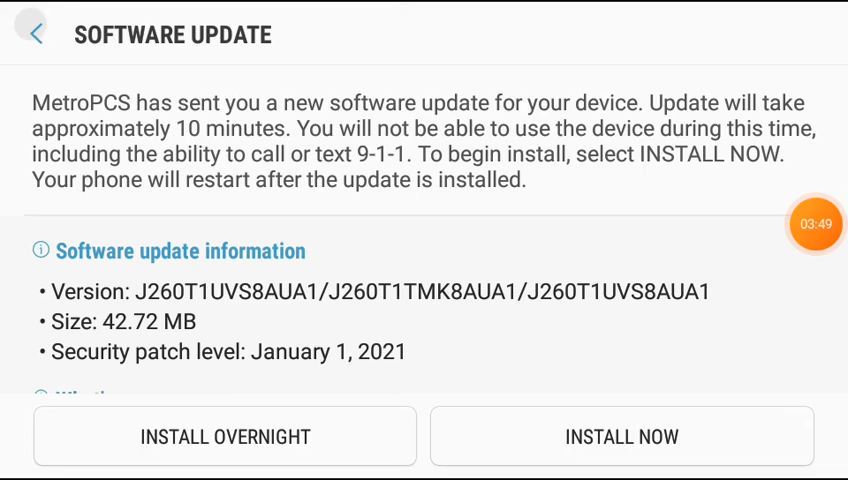 SOFTWARE UPDATE
MetroPCS has sent you a new software update for your device. Update will take
approximately 10 minutes. You will not be able to use the device during this time,
including the ability to call or text 9-1-1. To begin install, select INSTALL NOW.
Your phone will restart after the update is installed.
03:49
Software update information
• Version: J260T1UVS8AUA1/J260T1TMK8AUA1/J260T1UVS8AUA1
• Size: 42.72 MB
• Security patch level: January 1, 2021
INSTALL OVERNIGHT
INSTALL NOW